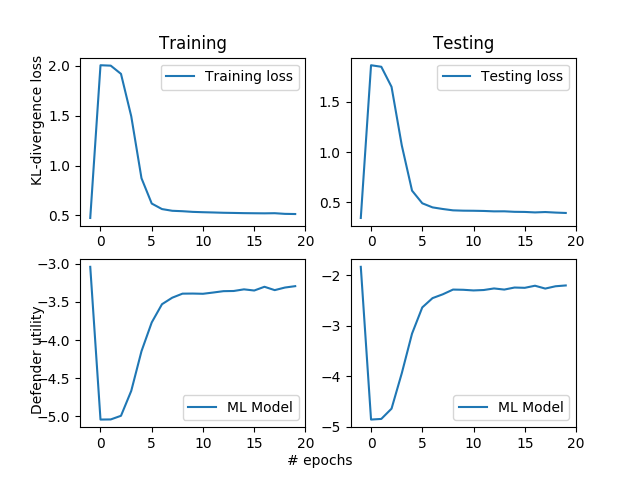 Training
Testing
KL-divergence loss
2.0
1.5
1.0
0.5
Training loss
0 5 10 15 20
1.5
1.0
0.5
Testing loss
0 5 10 15 20
Defender utility
−3.0
−3.5
−4.0
−4.5
−5.0
ML Model
0 5 10 15 20
−2
−3
−4
−5
ML Model
0 5 10 15 20
# epochs